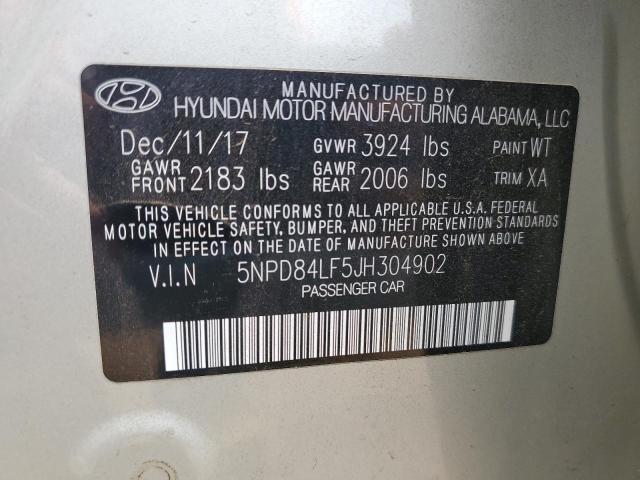 MANUFACTURED BY
HYUNDAI MOTOR MANUFACTURING ALABAMA, LLC
Dec/11/17 GVWR 3924 lbs PAINT WT
GAWR FRONT 2183 lbs GAWR REAR 2006 lbs TRIM XA
THIS VEHICLE CONFORMS TO ALL APPLICABLE U.S.A. FEDERAL
MOTOR VEHICLE SAFETY, BUMPER, AND THEFT PREVENTION STANDARDS
IN EFFECT ON THE DATE OF MANUFACTURE SHOWN ABOVE.
V.I.N 5NPD84LF5JH304902
PASSENGER CAR